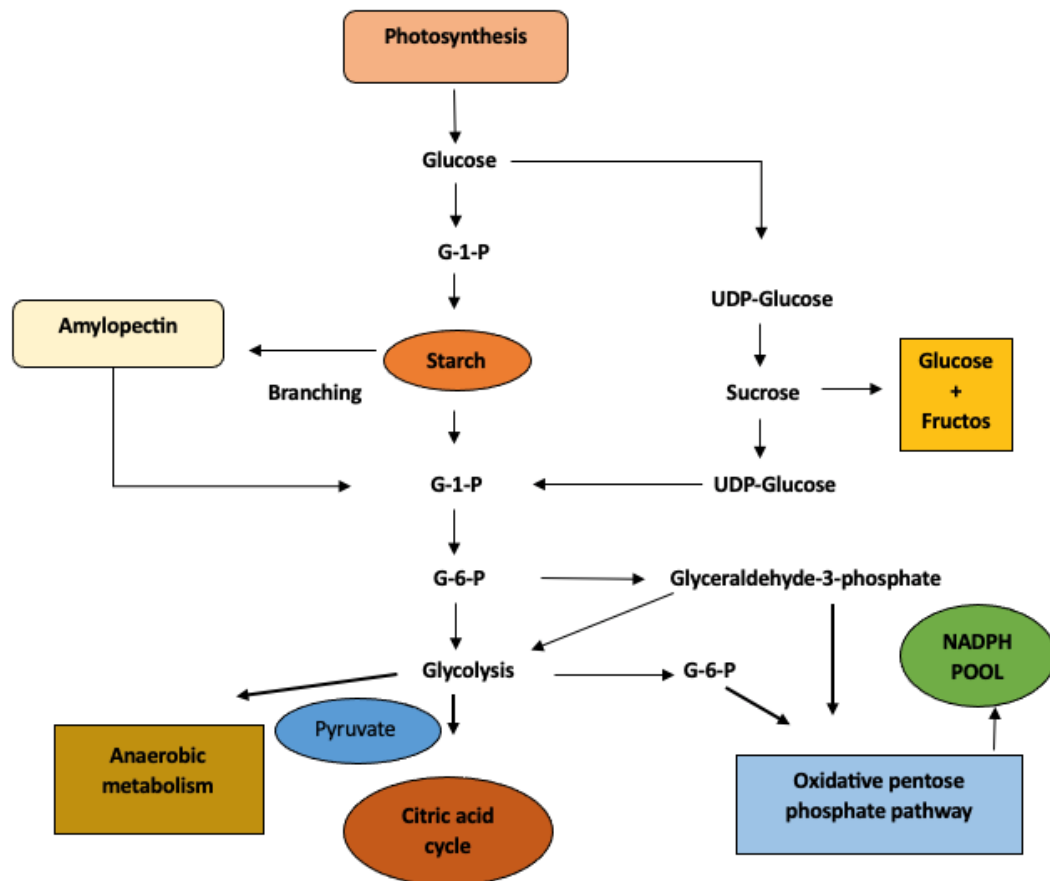 Photosynthesis
Glucose
G-1-P
UDP-Glucose
Amylopectin
Starch
Branching
Sucrose
Glucose
+
Fructos
G-1-P
UDP-Glucose
G-6-P
Glyceraldehyde-3-phosphate
NADPH
POOL
Glycolysis
G-6-P
Pyruvate
Anaerobic
metabolism
Citric acid
cycle
Oxidative pentose
phosphate pathway